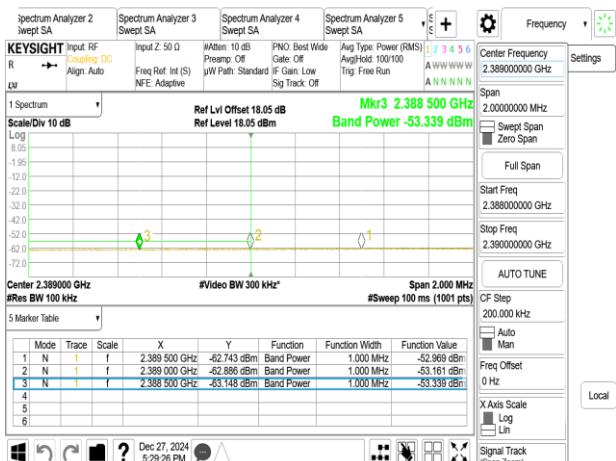 Spectrum Analyzer 2
Swept SA
Spectrum Analyzer 3
Swept SA
Spectrum Analyzer 4
Swept SA
Spectrum Analyzer 5
Swept SA
Frequency
KEYSIGHT
R
Input: RF
Coupling: DC
Align: Auto
Input Z: 50 Ω
Freq Ref: Int (S)
NFE: Adaptive
#Atten: 10 dB
Preamp: Off
µW Path: Standard
PNO: Best Wide
Gate: Off
IF Gain: Low
Sig Track: Off
Avg Type: Power (RMS)
Avg|Hold: 100/100
Trig: Free Run
1 2 3 4 5 6
A W W W W W
A N N N N N
1 Spectrum
Scale/Div 10 dB
Ref Lvl Offset 18.05 dB
Ref Level 18.05 dBm
Mkr3 2.388 500 GHz
Band Power -53.339 dBm
Log
8.05
-1.95
-12.0
-22.0
-32.0
-42.0
-52.0
-62.0
-72.0
3
2
1
Center 2.389000 GHz
#Res BW 100 kHz
#Video BW 300 kHz*
Span 2.000 MHz
#Sweep 100 ms (1001 pts)
5 Marker Table
Mode Trace Scale X Y Function Function Width Function Value
1 N 1 f 2.389 500 GHz -62.743 dBm Band Power 1.000 MHz -52.969 dBm
2 N 1 f 2.389 000 GHz -62.886 dBm Band Power 1.000 MHz -53.161 dBm
3 N 1 f 2.388 500 GHz -63.148 dBm Band Power 1.000 MHz -53.339 dBm
4
5
6
Dec 27, 2024
5:29:26 PM
Center Frequency
2.389000000 GHz
Settings
Span
2.00000000 MHz
Swept Span
Zero Span
Full Span
Start Freq
2.388000000 GHz
Stop Freq
2.390000000 GHz
AUTO TUNE
CF Step
200.000 kHz
Auto
Man
Freq Offset
0 Hz
X Axis Scale
Log
Lin
Local
Signal Track